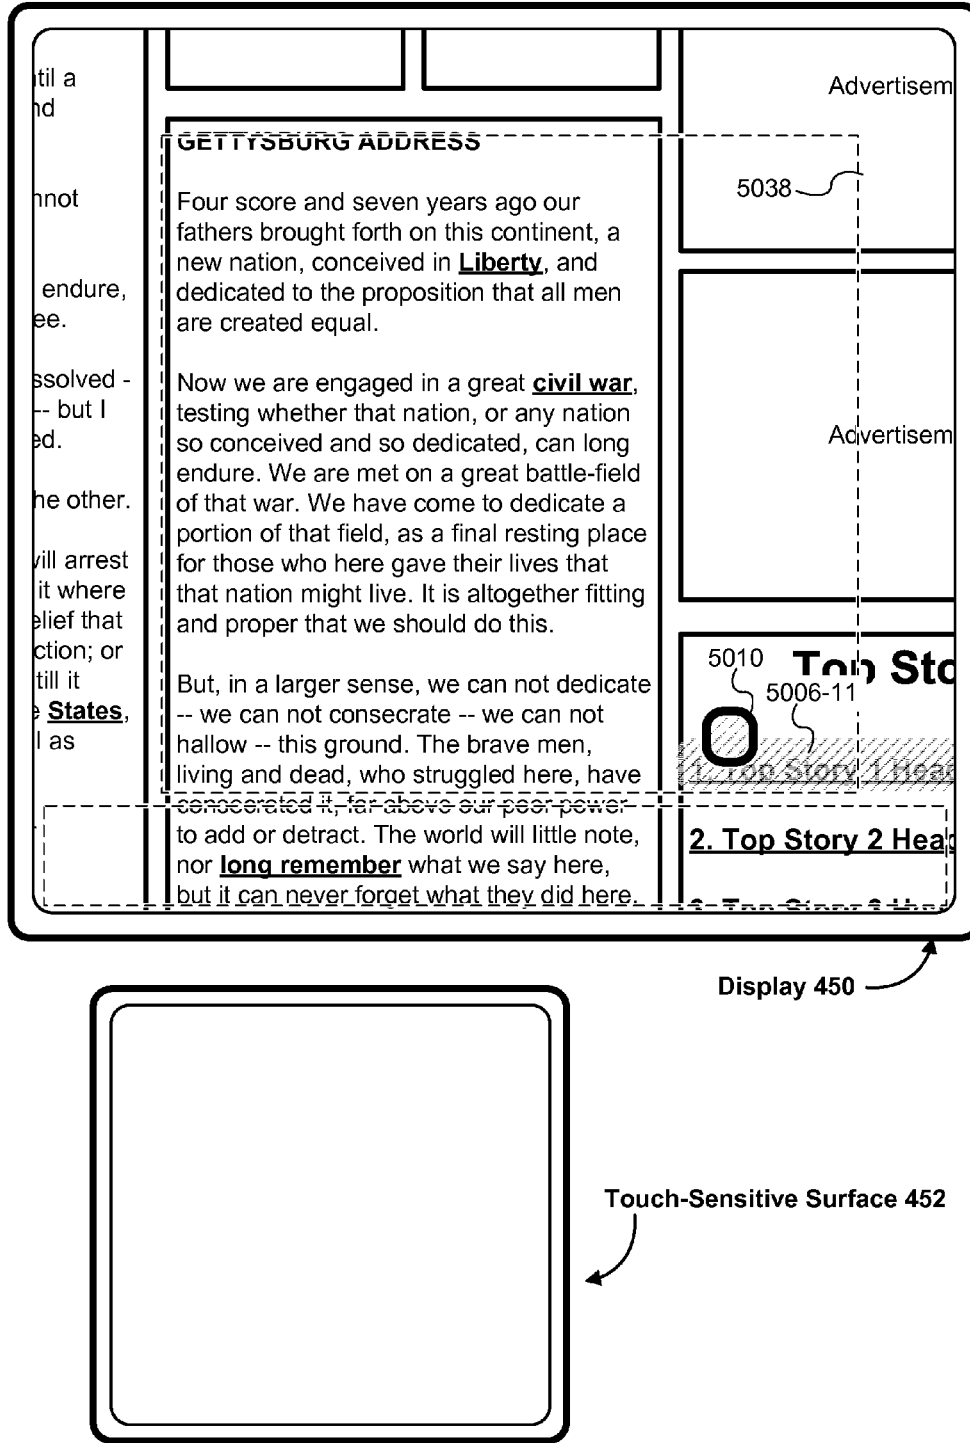 til a
nd
nnot
endure,
ee.
ssolved -
-- but I
ed.
he other.
vill arrest
it where
elief that
ction; or
till it
e States,
l as
GETTYSBURG ADDRESS
Four score and seven years ago our
fathers brought forth on this continent, a
new nation, conceived in Liberty, and
dedicated to the proposition that all men
are created equal.
Now we are engaged in a great civil war,
testing whether that nation, or any nation
so conceived and so dedicated, can long
endure. We are met on a great battle-field
of that war. We have come to dedicate a
portion of that field, as a final resting place
for those who here gave their lives that
that nation might live. It is altogether fitting
and proper that we should do this.
But, in a larger sense, we can not dedicate
-- we can not consecrate -- we can not
hallow -- this ground. The brave men,
living and dead, who struggled here, have
consecrated it, far above our poor power
to add or detract. The world will little note,
nor long remember what we say here,
but it can never forget what they did here.
Advertisem
5038
Advertisem
Top Sto
5010
5006-11
1. Top Story 1 Head
2. Top Story 2 Head
3. Top Story 3 Hea
Display 450
Touch-Sensitive Surface 452